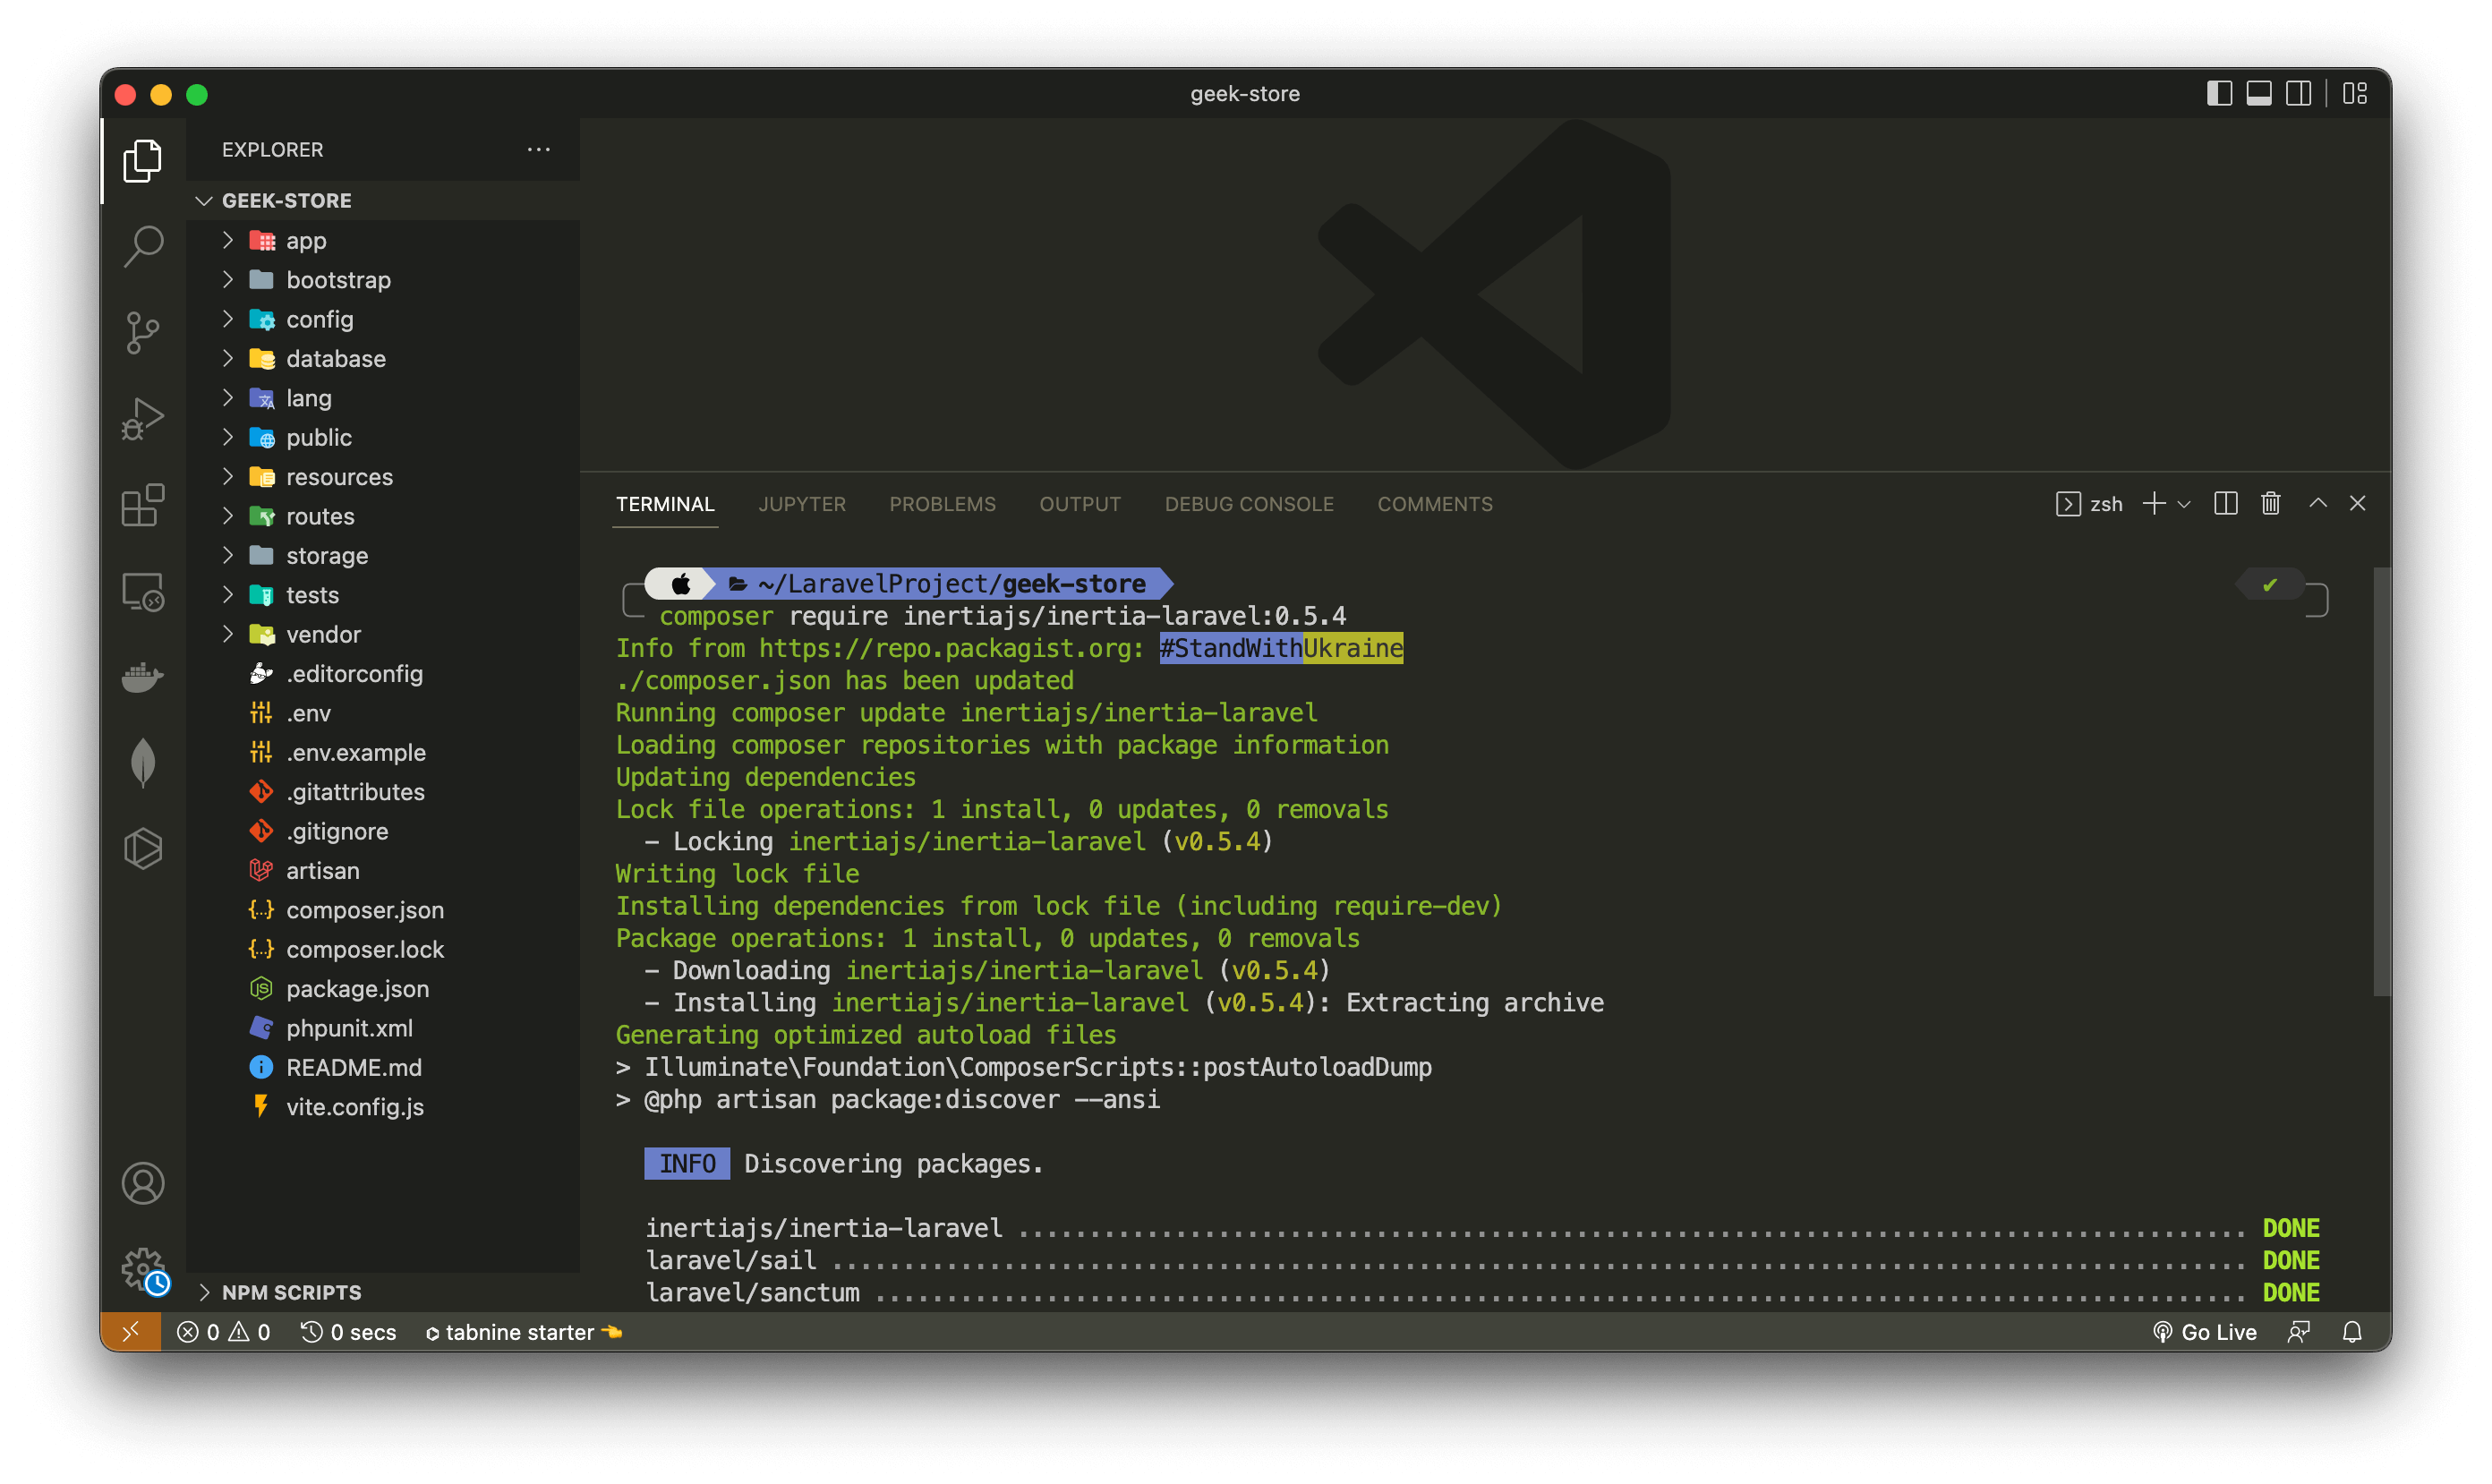 geek-store
EXPLORER
GEEK-STORE
app
bootstrap
config
database
lang
public
resources
routes
storage
tests
vendor
.editorconfig
.env
.env.example
.gitattributes
.gitignore
artisan
composer.json
composer.lock
package.json
phpunit.xml
README.md
vite.config.js
NPM SCRIPTS
TERMINAL JUPYTER PROBLEMS OUTPUT DEBUG CONSOLE COMMENTS zsh
~/LaravelProject/geek-store ✔
composer require inertiajs/inertia-laravel:0.5.4
Info from https://repo.packagist.org: #StandWithUkraine
./composer.json has been updated
Running composer update inertiajs/inertia-laravel
Loading composer repositories with package information
Updating dependencies
Lock file operations: 1 install, 0 updates, 0 removals
- Locking inertiajs/inertia-laravel (v0.5.4)
Writing lock file
Installing dependencies from lock file (including require-dev)
Package operations: 1 install, 0 updates, 0 removals
- Downloading inertiajs/inertia-laravel (v0.5.4)
- Installing inertiajs/inertia-laravel (v0.5.4): Extracting archive
Generating optimized autoload files
> Illuminate\Foundation\ComposerScripts::postAutoloadDump
> @php artisan package:discover --ansi
INFO Discovering packages.
inertiajs/inertia-laravel ...................................................................................... DONE
laravel/sail ................................................................................................... DONE
laravel/sanctum ................................................................................................ DONE
0 0 0 secs tabnine starter 👈 Go Live